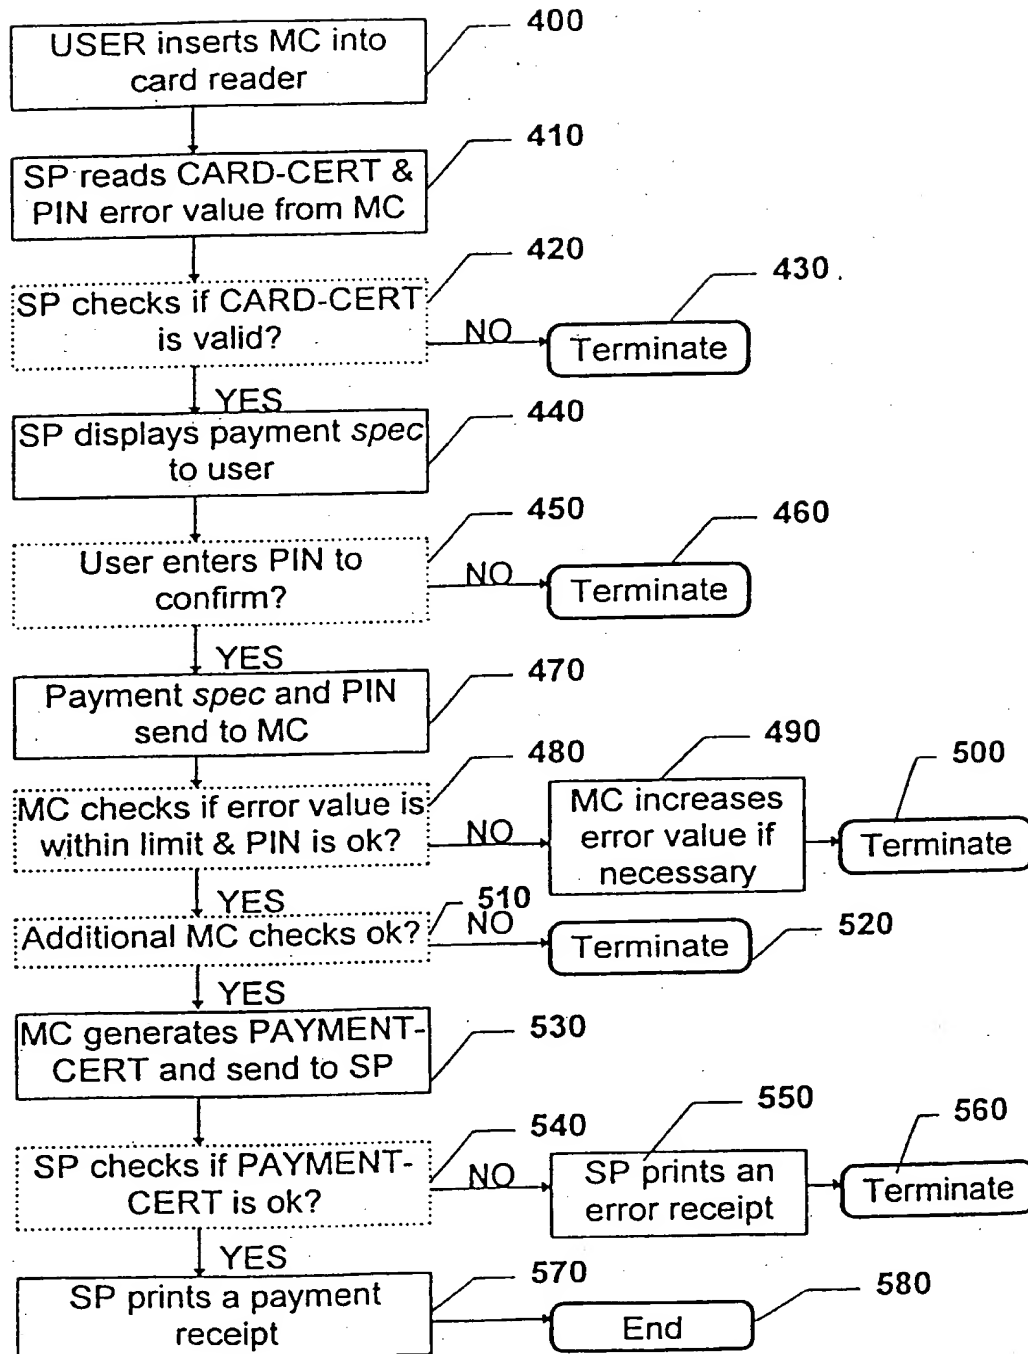 400
USER inserts MC into
card reader
410
SP reads CARD-CERT &
PIN error value from MC
420
SP checks if CARD-CERT
is valid?
NO
430
Terminate
YES
440
SP displays payment spec
to user
450
User enters PIN to
confirm?
NO
460
Terminate
YES
470
Payment spec and PIN
send to MC
480
MC checks if error value is
within limit & PIN is ok?
NO
490
MC increases
error value if
necessary
500
Terminate
YES
510
Additional MC checks ok?
NO
Terminate
520
YES
530
MC generates PAYMENT-
CERT and send to SP
540
SP checks if PAYMENT-
CERT is ok?
NO
550
SP prints an
error receipt
560
Terminate
YES
570
SP prints a payment
receipt
End
580